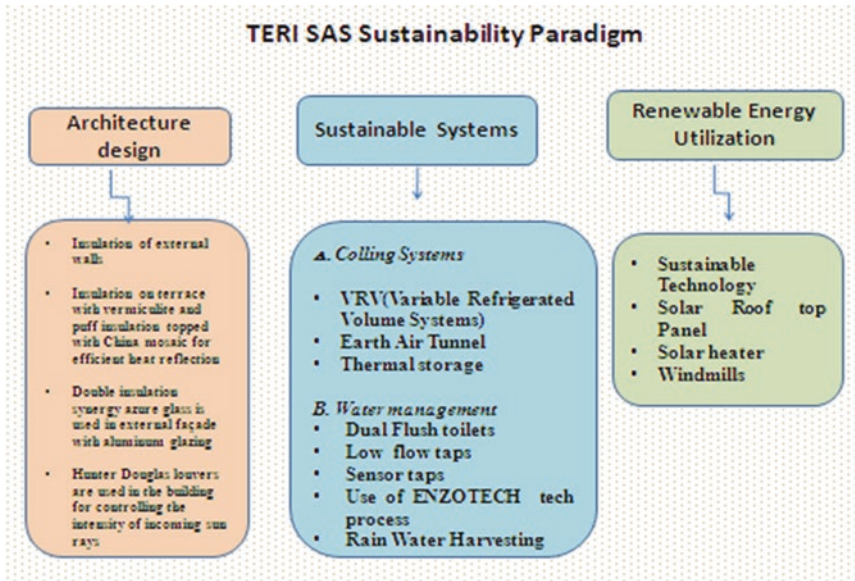 TERI SAS Sustainability Paradigm
Architecture
design
• Insulation of external
walls
• Insulation on terrace
with vermiculite and
puff insulation topped
with China mosaic for
efficient heat reflection
• Double insulation
synergy azure glass is
used in external façade
with aluminum glazing
• Hunter Douglas louvers
are used in the building
for controlling the
intensity of incoming sun
rays
Sustainable Systems
A. Colling Systems
• VRV(Variable Refrigerated
Volume Systems)
• Earth Air Tunnel
• Thermal storage
B. Water management
• Dual Flush toilets
• Low flow taps
• Sensor taps
• Use of ENZOTECH tech
process
• Rain Water Harvesting
Renewable Energy
Utilization
• Sustainable
Technology
• Solar Roof top
Panel
• Solar heater
• Windmills